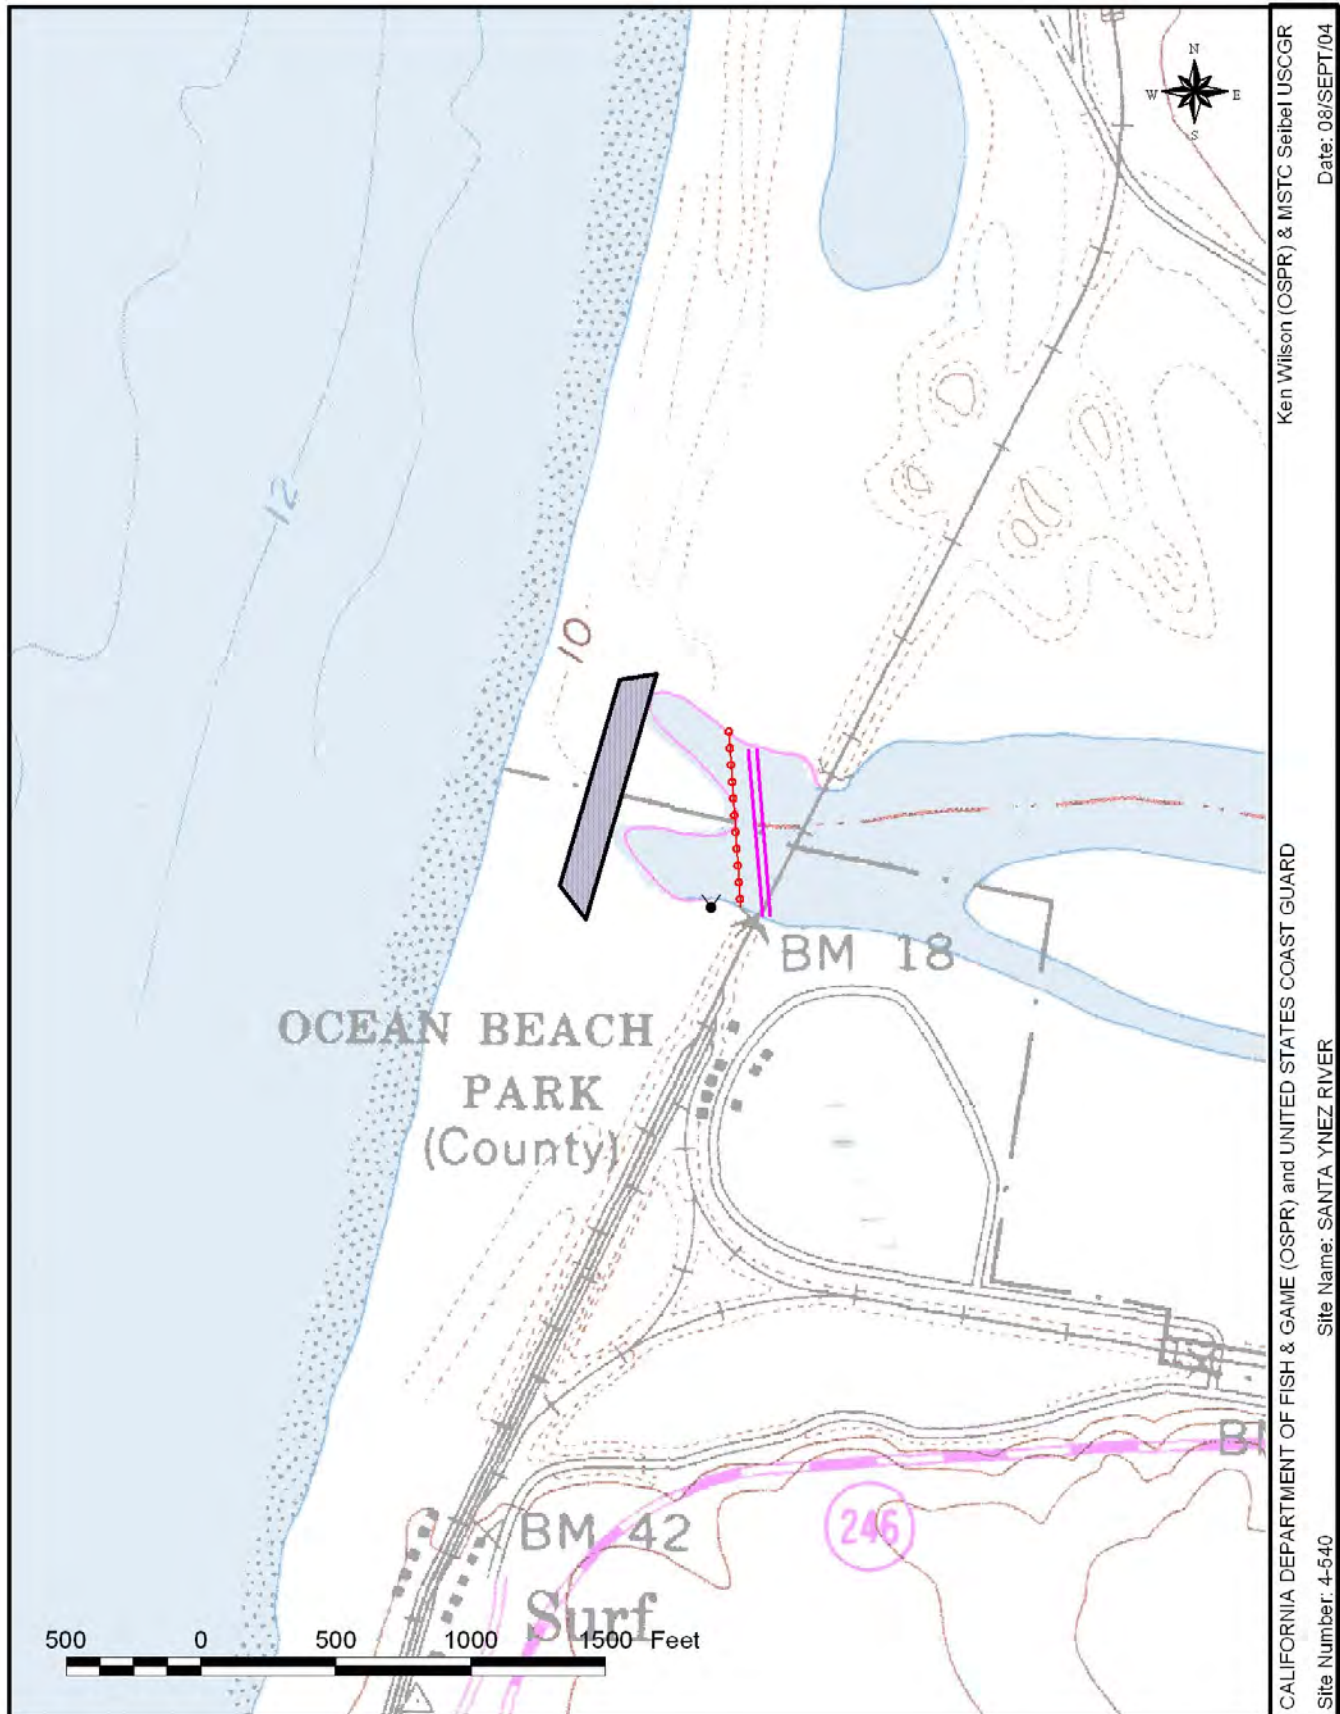 N
W E
S
12
10
BM 18
OCEAN BEACH
PARK
(County)
246
BM 42
Surf
500 0 500 1000 1500 Feet
CALIFORNIA DEPARTMENT OF FISH & GAME (OSPR) and UNITED STATES COAST GUARD
Ken Wilson (OSPR) & MSTC Seibel USCGR
Site Number: 4-540
Site Name: SANTA YNEZ RIVER
Date: 08/SEPT/04